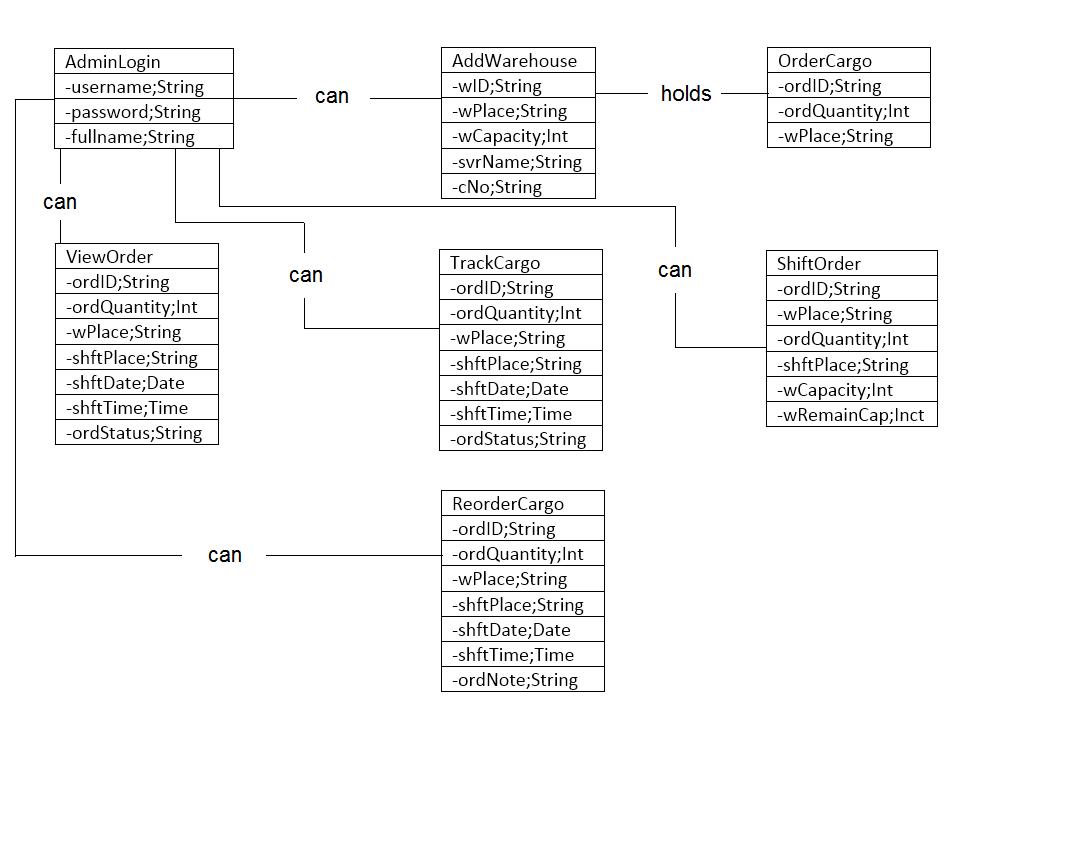 AdminLogin
-username;String
-password;String
-fullname;String
can
AddWarehouse
-wID;String
-wPlace;String
-wCapacity;Int
-svrName;String
-cNo;String
holds
OrderCargo
-ordID;String
-ordQuantity;Int
-wPlace;String
can
ViewOrder
-ordID;String
-ordQuantity;Int
-wPlace;String
-shftPlace;String
-shftDate;Date
-shftTime;Time
-ordStatus;String
can
TrackCargo
-ordID;String
-ordQuantity;Int
-wPlace;String
-shftPlace;String
-shftDate;Date
-shftTime;Time
-ordStatus;String
can
ShiftOrder
-ordID;String
-wPlace;String
-ordQuantity;Int
-shftPlace;String
-wCapacity;Int
-wRemainCap;Inct
can
ReorderCargo
-ordID;String
-ordQuantity;Int
-wPlace;String
-shftPlace;String
-shftDate;Date
-shftTime;Time
-ordNote;String